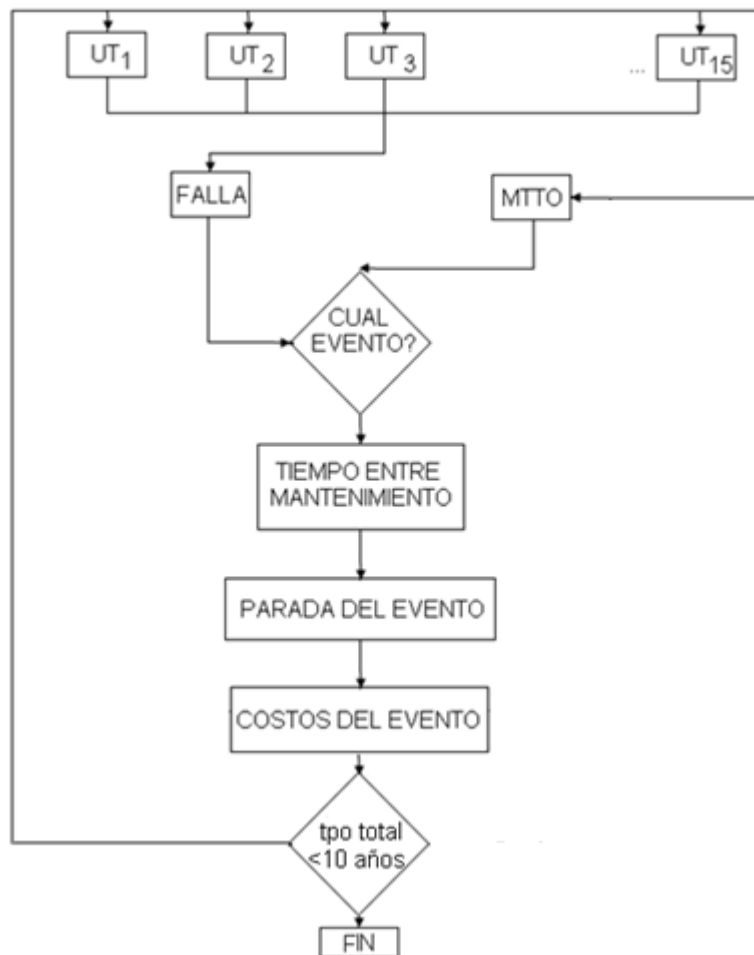 UT1
UT2
UT3
...
UT15
FALLA
MTTO
CUAL
EVENTO?
TIEMPO ENTRE
MANTENIMIENTO
PARADA DEL EVENTO
COSTOS DEL EVENTO
tpo total
<10 años
FIN